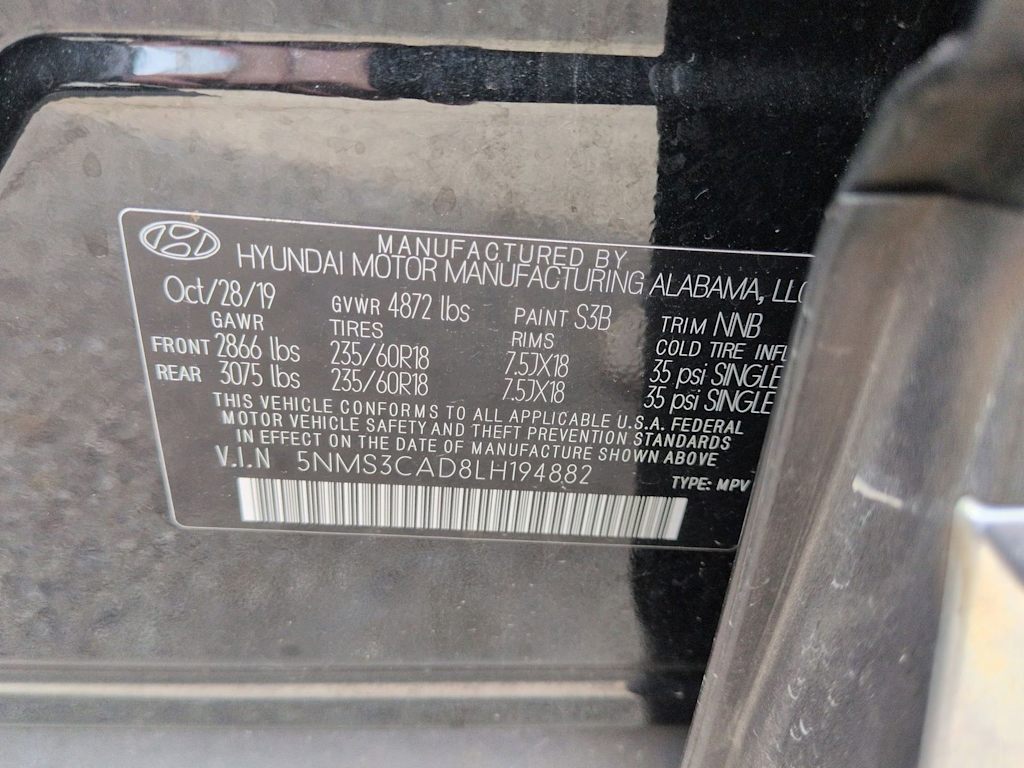 MANUFACTURED BY
HYUNDAI MOTOR MANUFACTURING ALABAMA, LLC
Oct/28/19 GVWR 4872 lbs PAINT S3B TRIM NNB
GAWR TIRES RIMS COLD TIRE INFL
FRONT 2866 lbs 235/60R18 7.5JX18 35 psi SINGLE
REAR 3075 lbs 235/60R18 7.5JX18 35 psi SINGLE
THIS VEHICLE CONFORMS TO ALL APPLICABLE U.S.A. FEDERAL
MOTOR VEHICLE SAFETY AND THEFT PREVENTION STANDARDS
IN EFFECT ON THE DATE OF MANUFACTURE SHOWN ABOVE
V.I.N 5NMS3CAD8LH194882 TYPE: MPV